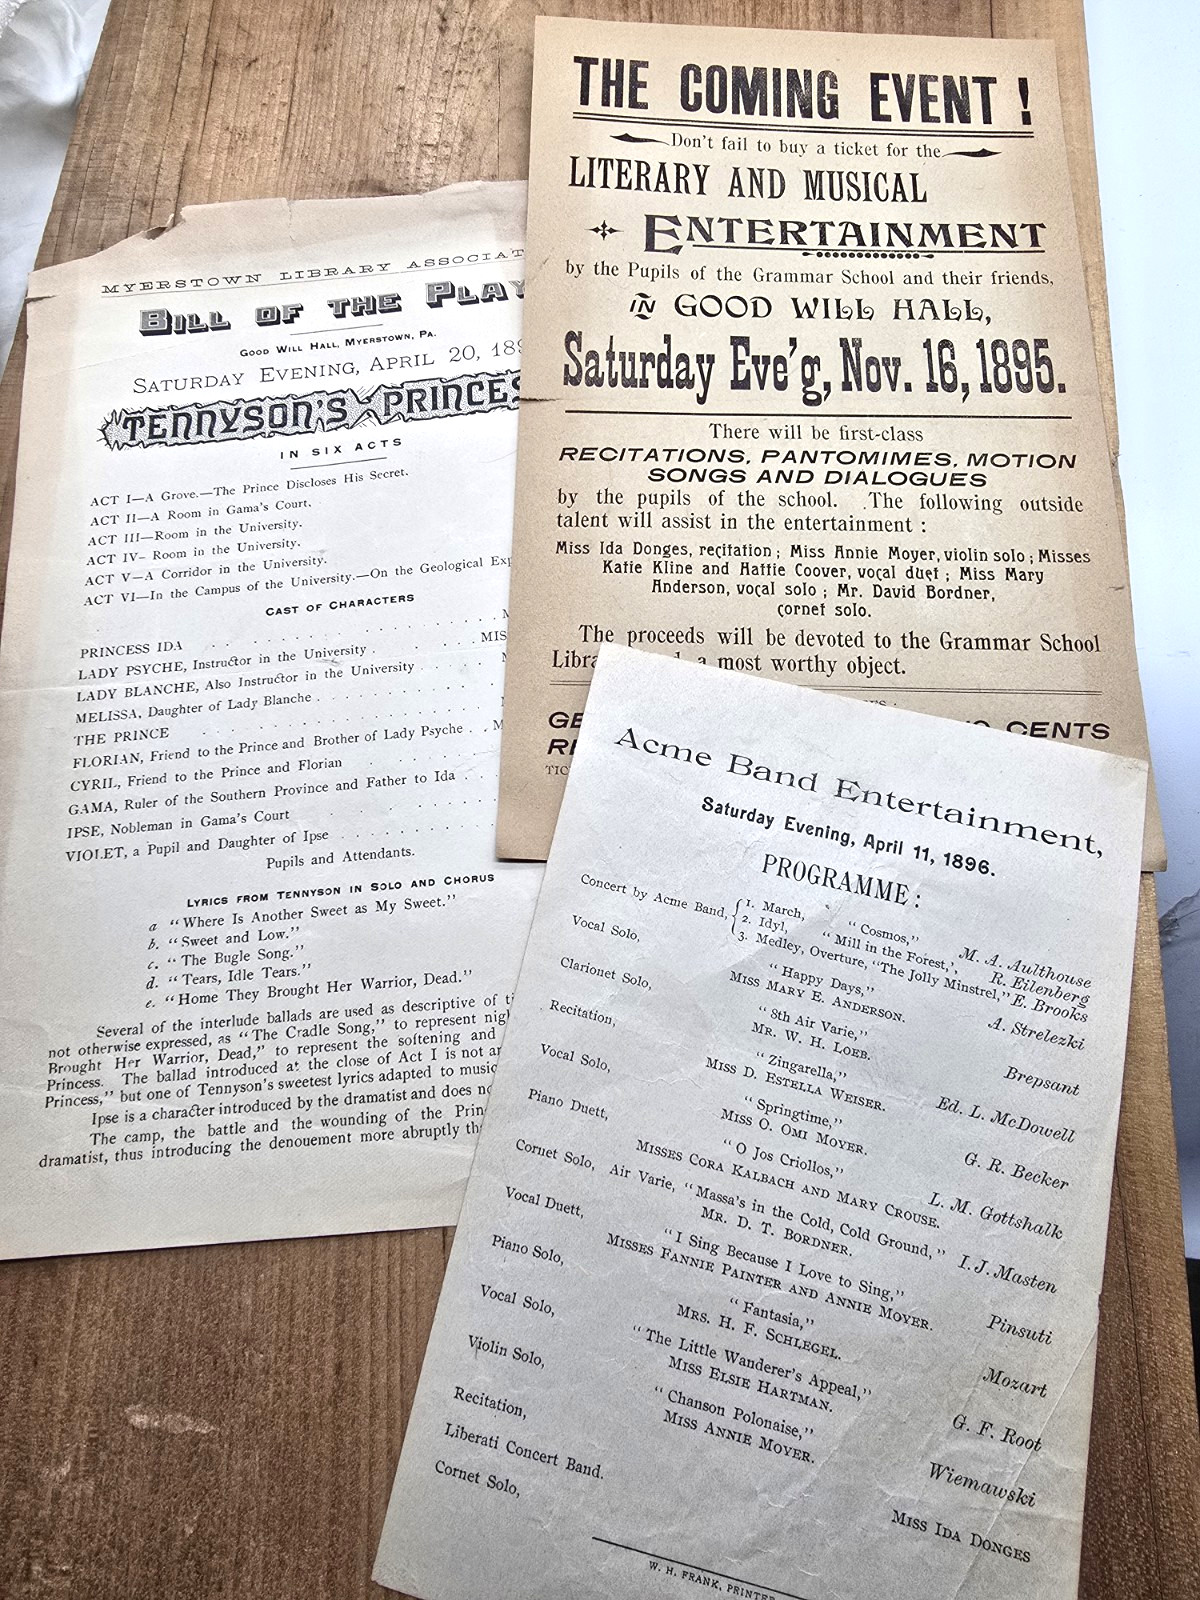 MYERSTOWN LIBRARY ASSOCIAT
BILL OF THE PLAY
GOOD WILL HALL, MYERSTOWN, PA.
SATURDAY EVENING, APRIL 20, 189
TENNYSON'S PRINCES
IN SIX ACTS
ACT I—A Grove.—The Prince Discloses His Secret.
ACT II—A Room in Gama's Court.
ACT III—Room in the University.
ACT IV—Room in the University.
ACT V—A Corridor in the University.
ACT VI—In the Campus of the University.—On the Geological Exp
CAST OF CHARACTERS
PRINCESS IDA . . . . . . . . . . M
LADY PSYCHE, Instructor in the University . . . . . MIS
LADY BLANCHE, Also Instructor in the University . . . .
MELISSA, Daughter of Lady Blanche . . . . . . .
THE PRINCE . . . . . . . . . .
FLORIAN, Friend to the Prince and Brother of Lady Psyche . . M
CYRIL, Friend to the Prince and Florian . . . . .
GAMA, Ruler of the Southern Province and Father to Ida . . .
IPSE, Nobleman in Gama's Court . . . . . . .
VIOLET, a Pupil and Daughter of Ipse . . . . . .
Pupils and Attendants.
LYRICS FROM TENNYSON IN SOLO AND CHORUS
a "Where Is Another Sweet as My Sweet."
b. "Sweet and Low."
c. "The Bugle Song."
d. "Tears, Idle Tears."
e. "Home They Brought Her Warrior, Dead."
Several of the interlude ballads are used as descriptive of t
not otherwise expressed, as "The Cradle Song," to represent nig
Brought Her Warrior, Dead," to represent the softening and
Princess. The ballad introduced at the close of Act I is not an
Princess," but one of Tennyson's sweetest lyrics adapted to music
Ipse is a character introduced by the dramatist and does no
The camp, the battle and the wounding of the Prin
dramatist, thus introducing the denouement more abruptly th
THE COMING EVENT !
Don't fail to buy a ticket for the
LITERARY AND MUSICAL
ENTERTAINMENT
by the Pupils of the Grammar School and their friends,
IN GOOD WILL HALL,
Saturday Eve'g, Nov. 16, 1895.
There will be first-class
RECITATIONS, PANTOMIMES, MOTION
SONGS AND DIALOGUES
by the pupils of the school. The following outside
talent will assist in the entertainment :
Miss Ida Donges, recitation ; Miss Annie Moyer, violin solo ; Misses
Katie Kline and Hattie Coover, vocal duet ; Miss Mary
Anderson, vocal solo ; Mr. David Bordner,
cornet solo.
The proceeds will be devoted to the Grammar School
Libra a most worthy object.
GE CENTS
R
TIC
Acme Band Entertainment,
Saturday Evening, April 11, 1896.
PROGRAMME :
Concert by Acme Band, 1. March, "Cosmos," M. A. Aulthouse
2. Idyl, "Mill in the Forest," R. Eilenberg
3. Medley, Overture, "The Jolly Minstrel," E. Brooks
Vocal Solo, "Happy Days," A. Strelezki
MISS MARY E. ANDERSON.
Clarionet Solo, "8th Air Varie," Brepsant
MR. W. H. LOEB.
Recitation, "Zingarella," Ed. L. McDowell
MISS D. ESTELLA WEISER.
Vocal Solo, "Springtime," G. R. Becker
MISS O. OMI MOYER.
Piano Duett, "O Jos Criollos," L. M. Gottshalk
MISSES CORA KALBACH AND MARY CROUSE.
Cornet Solo, Air Varie, "Massa's in the Cold, Cold Ground," I. J. Masten
MR. D. T. BORDNER.
Vocal Duett, "I Sing Because I Love to Sing," Pinsuti
MISSES FANNIE PAINTER AND ANNIE MOYER.
Piano Solo, "Fantasia," Mozart
MRS. H. F. SCHLEGEL.
Vocal Solo, "The Little Wanderer's Appeal," G. F. Root
MISS ELSIE HARTMAN.
Violin Solo, "Chanson Polonaise," Wiemawski
MISS ANNIE MOYER.
Recitation, MISS IDA DONGES
Liberati Concert Band.
Cornet Solo,
W. H. FRANK, PRINTER